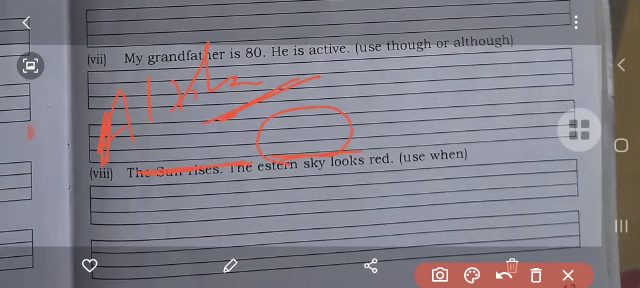 (vii) My grandfather is 80. He is active. (use though or although)
(viii) The Sun rises. The estern sky looks red. (use when)